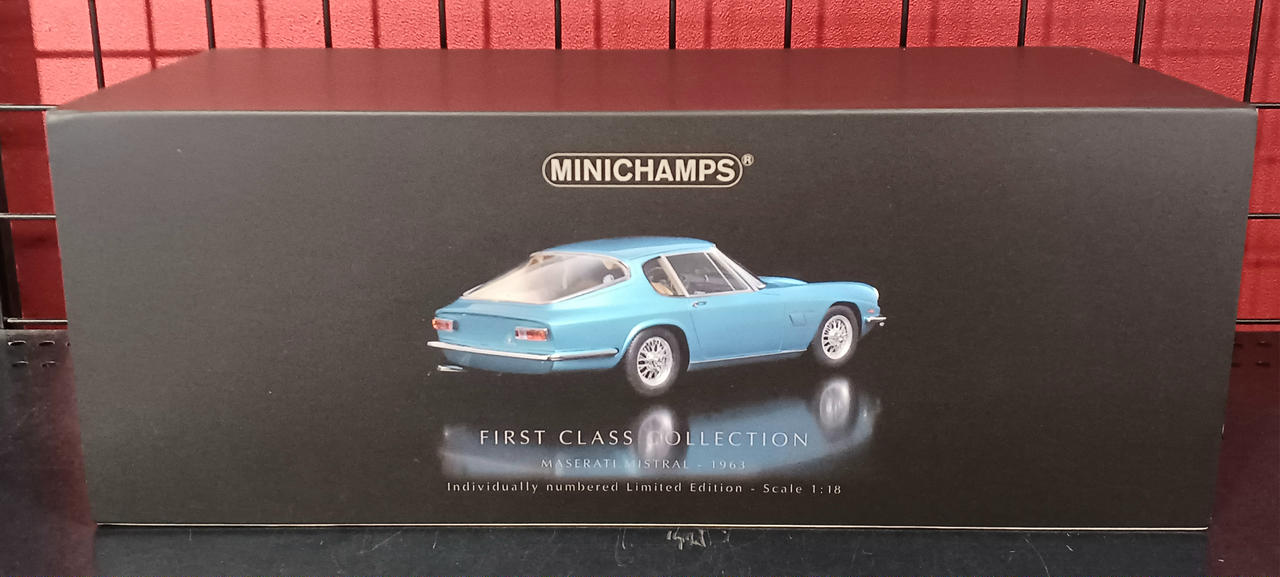 MINICHAMPS®
FIRST CLASS COLLECTION
MASERATI MISTRAL - 1963
Individually numbered Limited Edition - Scale 1:18